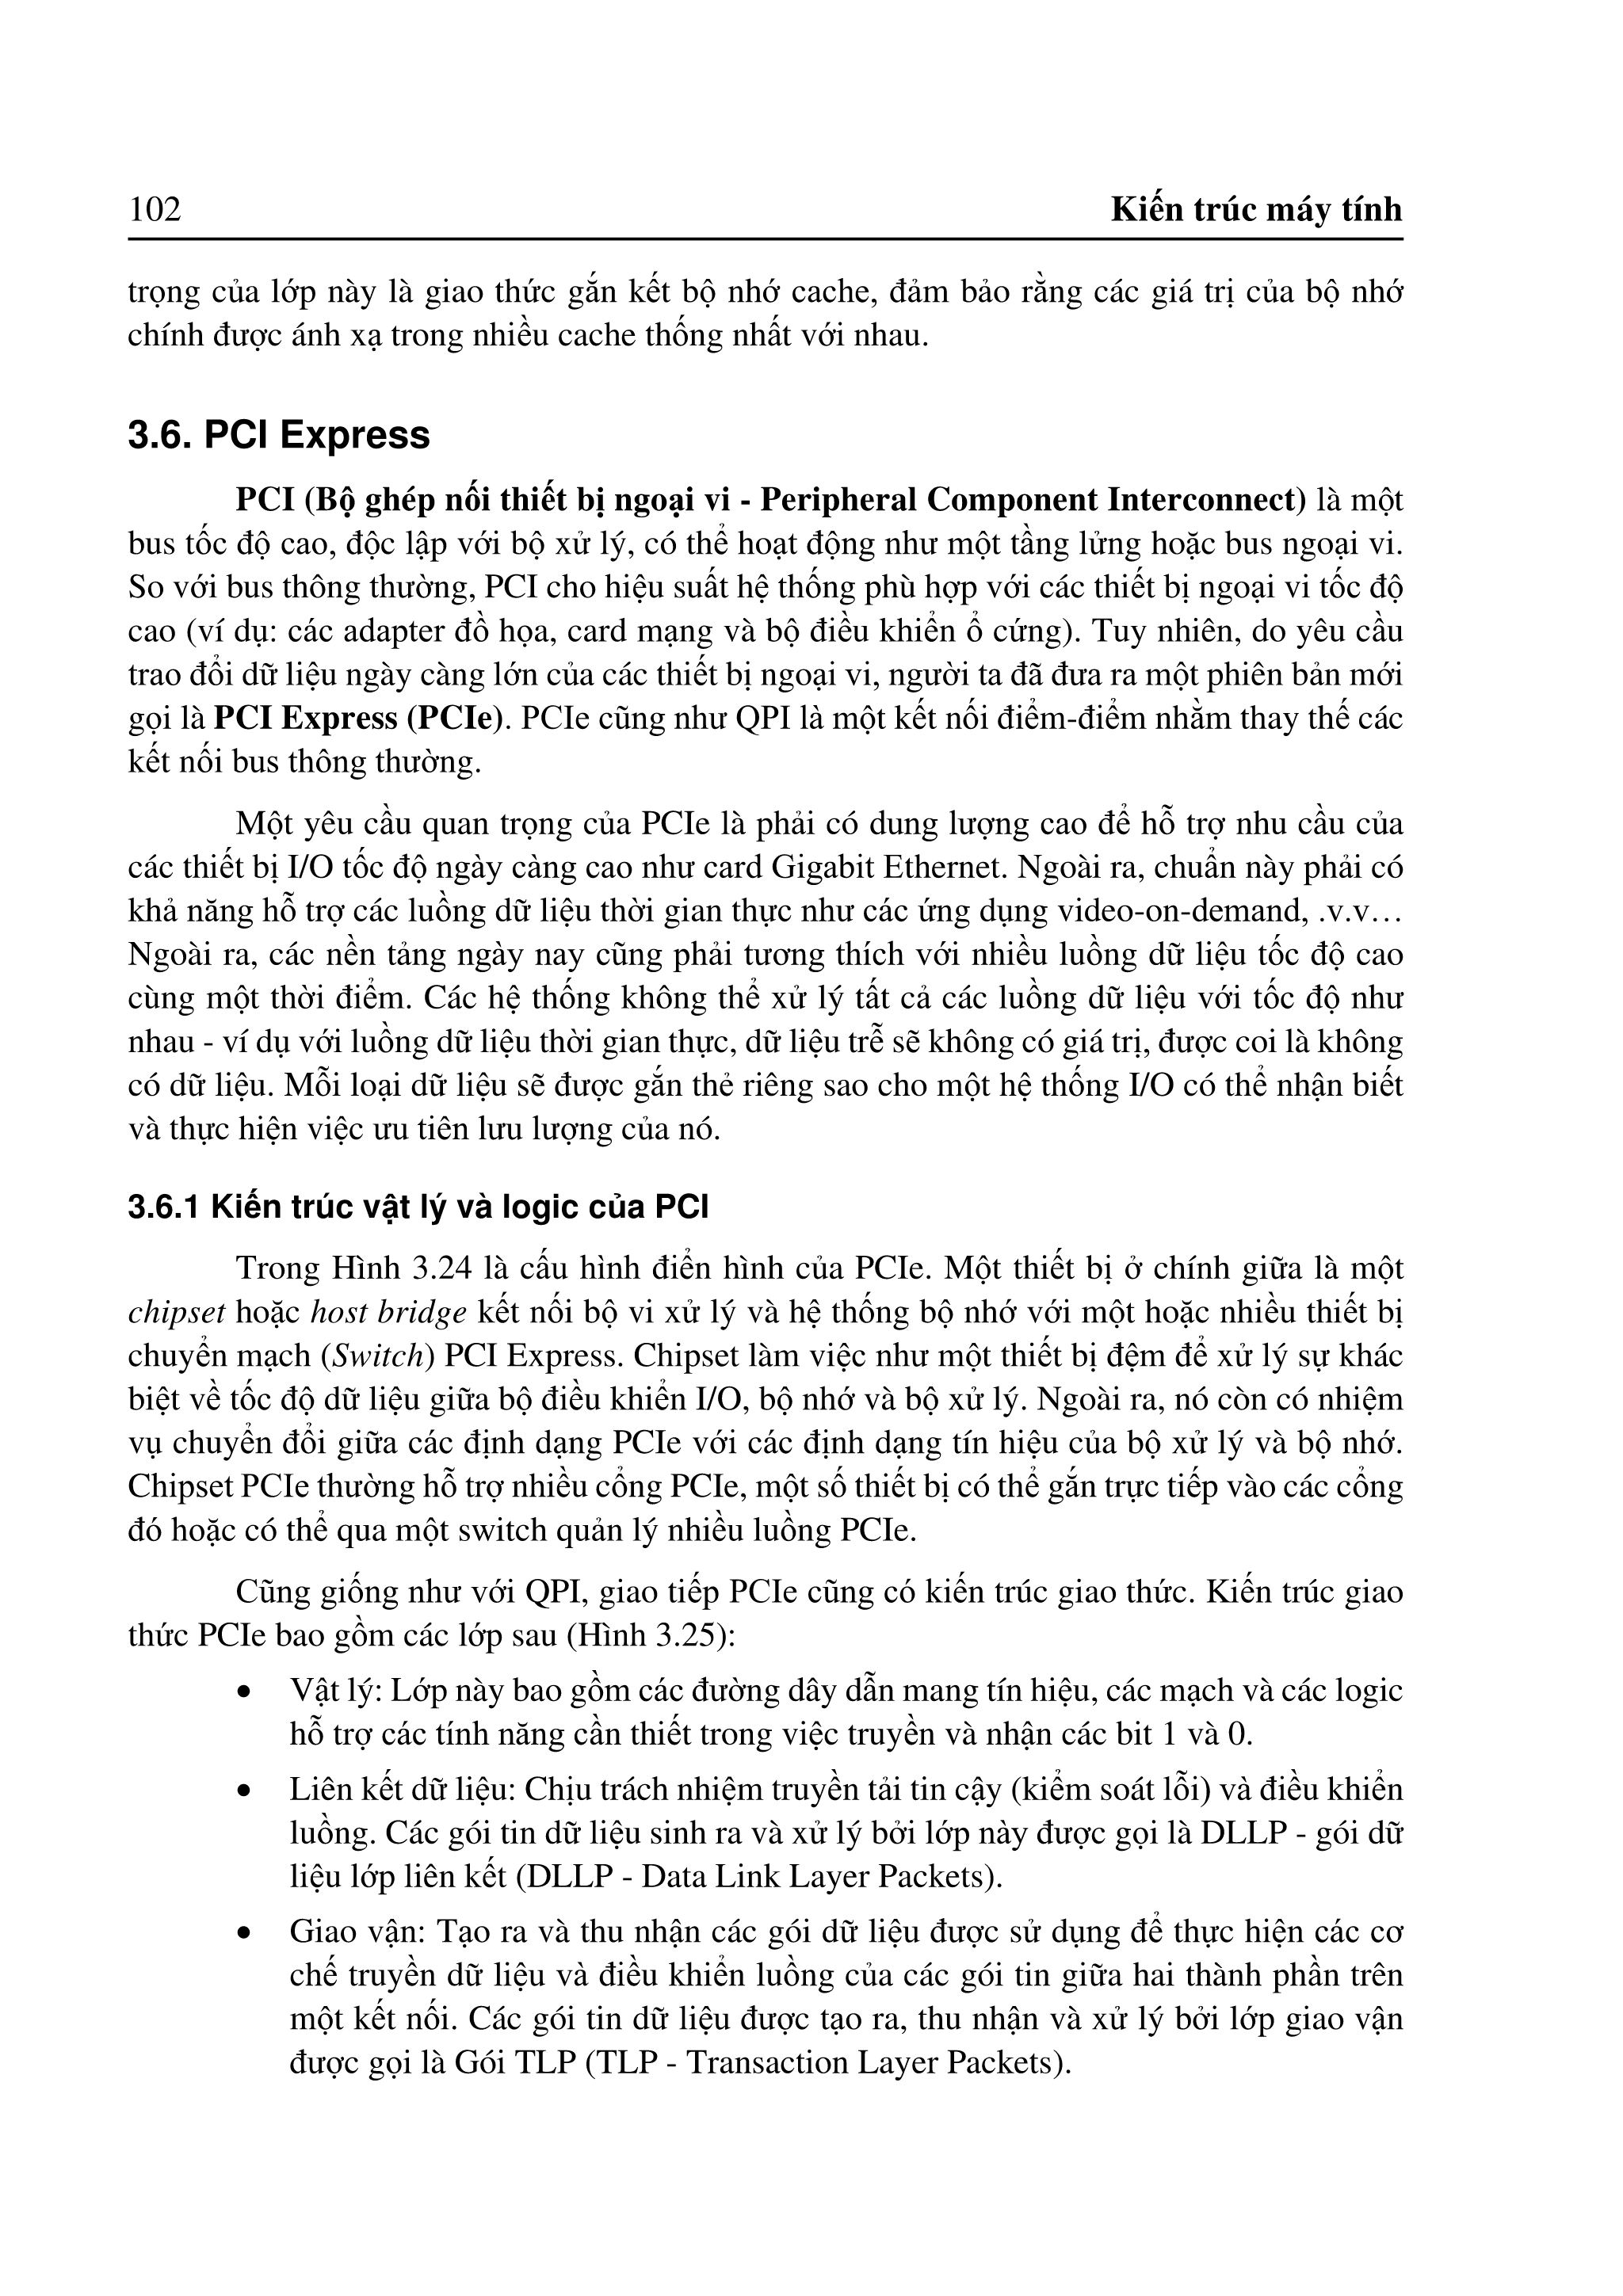 102 Kiến trúc máy tính
trọng của lớp này là giao thức gắn kết bộ nhớ cache, đảm bảo rằng các giá trị của bộ nhớ
chính được ánh xạ trong nhiều cache thống nhất với nhau.
3.6. PCI Express
PCI (Bộ ghép nối thiết bị ngoại vi - Peripheral Component Interconnect) là một
bus tốc độ cao, độc lập với bộ xử lý, có thể hoạt động như một tầng lửng hoặc bus ngoại vi.
So với bus thông thường, PCI cho hiệu suất hệ thống phù hợp với các thiết bị ngoại vi tốc độ
cao (ví dụ: các adapter đồ họa, card mạng và bộ điều khiển ổ cứng). Tuy nhiên, do yêu cầu
trao đổi dữ liệu ngày càng lớn của các thiết bị ngoại vi, người ta đã đưa ra một phiên bản mới
gọi là PCI Express (PCIe). PCIe cũng như QPI là một kết nối điểm-điểm nhằm thay thế các
kết nối bus thông thường.
Một yêu cầu quan trọng của PCIe là phải có dung lượng cao để hỗ trợ nhu cầu của
các thiết bị I/O tốc độ ngày càng cao như card Gigabit Ethernet. Ngoài ra, chuẩn này phải có
khả năng hỗ trợ các luồng dữ liệu thời gian thực như các ứng dụng video-on-demand, .v.v…
Ngoài ra, các nền tảng ngày nay cũng phải tương thích với nhiều luồng dữ liệu tốc độ cao
cùng một thời điểm. Các hệ thống không thể xử lý tất cả các luồng dữ liệu với tốc độ như
nhau - ví dụ với luồng dữ liệu thời gian thực, dữ liệu trễ sẽ không có giá trị, được coi là không
có dữ liệu. Mỗi loại dữ liệu sẽ được gắn thẻ riêng sao cho một hệ thống I/O có thể nhận biết
và thực hiện việc ưu tiên lưu lượng của nó.
3.6.1 Kiến trúc vật lý và logic của PCI
Trong Hình 3.24 là cấu hình điển hình của PCIe. Một thiết bị ở chính giữa là một
chipset hoặc host bridge kết nối bộ vi xử lý và hệ thống bộ nhớ với một hoặc nhiều thiết bị
chuyển mạch (Switch) PCI Express. Chipset làm việc như một thiết bị đệm để xử lý sự khác
biệt về tốc độ dữ liệu giữa bộ điều khiển I/O, bộ nhớ và bộ xử lý. Ngoài ra, nó còn có nhiệm
vụ chuyển đổi giữa các định dạng PCIe với các định dạng tín hiệu của bộ xử lý và bộ nhớ.
Chipset PCIe thường hỗ trợ nhiều cổng PCIe, một số thiết bị có thể gắn trực tiếp vào các cổng
đó hoặc có thể qua một switch quản lý nhiều luồng PCIe.
Cũng giống như với QPI, giao tiếp PCIe cũng có kiến trúc giao thức. Kiến trúc giao
thức PCIe bao gồm các lớp sau (Hình 3.25):
• Vật lý: Lớp này bao gồm các đường dây dẫn mang tín hiệu, các mạch và các logic
hỗ trợ các tính năng cần thiết trong việc truyền và nhận các bit 1 và 0.
• Liên kết dữ liệu: Chịu trách nhiệm truyền tải tin cậy (kiểm soát lỗi) và điều khiển
luồng. Các gói tin dữ liệu sinh ra và xử lý bởi lớp này được gọi là DLLP - gói dữ
liệu lớp liên kết (DLLP - Data Link Layer Packets).
• Giao vận: Tạo ra và thu nhận các gói dữ liệu được sử dụng để thực hiện các cơ
chế truyền dữ liệu và điều khiển luồng của các gói tin giữa hai thành phần trên
một kết nối. Các gói tin dữ liệu được tạo ra, thu nhận và xử lý bởi lớp giao vận
được gọi là Gói TLP (TLP - Transaction Layer Packets).